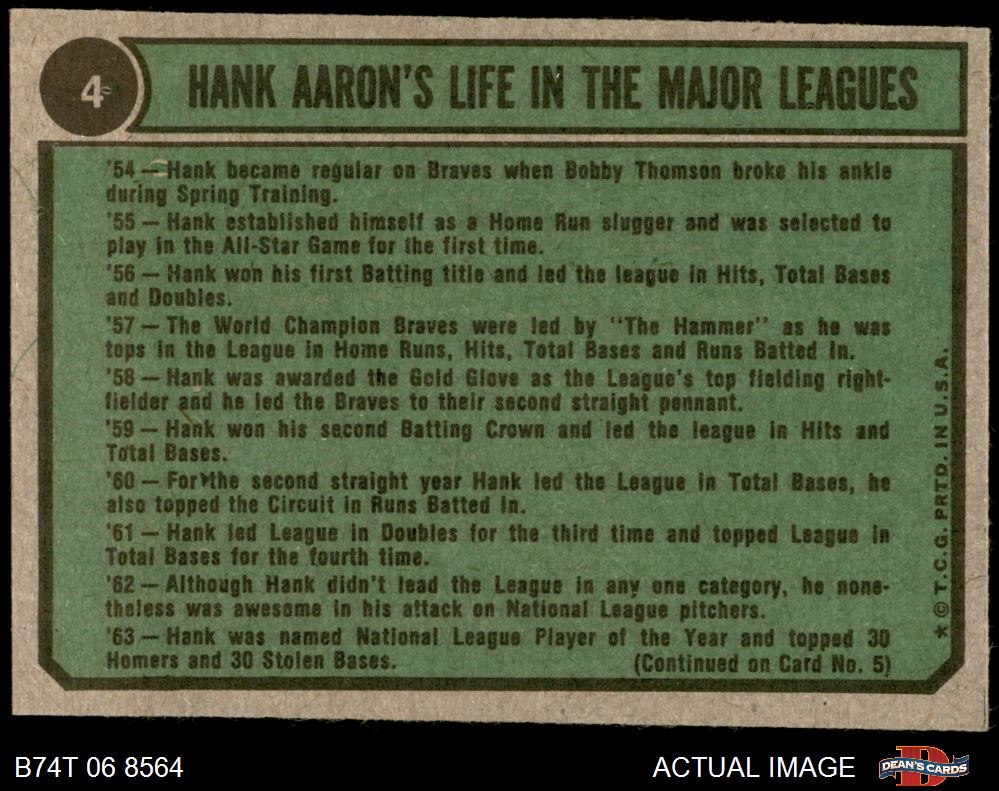 4
HANK AARON'S LIFE IN THE MAJOR LEAGUES
'54 — Hank became regular on Braves when Bobby Thomson broke his ankle
during Spring Training.
'55 — Hank established himself as a Home Run slugger and was selected to
play in the All-Star Game for the first time.
'56 — Hank won his first Batting title and led the league in Hits, Total Bases
and Doubles.
'57 — The World Champion Braves were led by "The Hammer" as he was
tops in the League in Home Runs, Hits, Total Bases and Runs Batted In.
'58 — Hank was awarded the Gold Glove as the League's top fielding right-
fielder and he led the Braves to their second straight pennant.
'59 — Hank won his second Batting Crown and led the league in Hits and
Total Bases.
'60 — For the second straight year Hank led the League in Total Bases, he
also topped the Circuit in Runs Batted In.
'61 — Hank led League in Doubles for the third time and topped League in
Total Bases for the fourth time.
'62 — Although Hank didn't lead the League in any one category, he none-
theless was awesome in his attack on National League pitchers.
'63 — Hank was named National League Player of the Year and topped 30
Homers and 30 Stolen Bases. (Continued on Card No. 5)
* © T.C.G. PRTD. IN U.S.A.
B74T 06 8564
ACTUAL IMAGE
D
DEAN'S CARDS